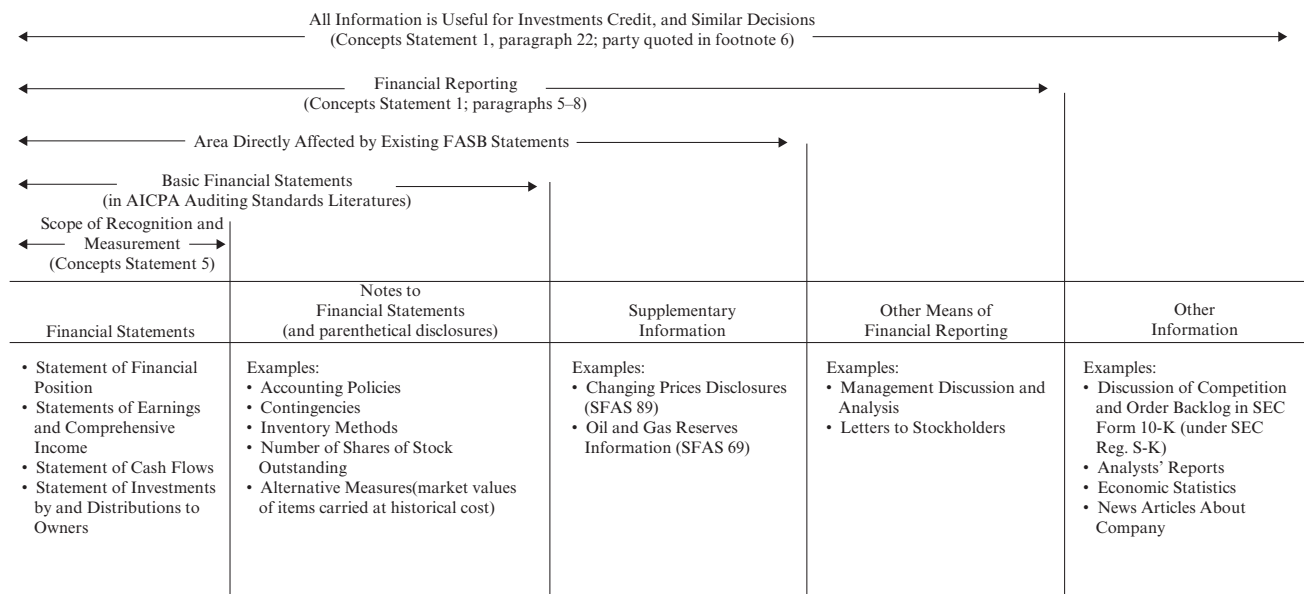 All Information is Useful for Investments Credit, and Similar Decisions
(Concepts Statement 1, paragraph 22; party quoted in footnote 6)
Financial Reporting
(Concepts Statement 1; paragraphs 5–8)
Area Directly Affected by Existing FASB Statements
Basic Financial Statements
(in AICPA Auditing Standards Literatures)
Scope of Recognition and
Measurement
(Concepts Statement 5)
Financial Statements
Notes to
Financial Statements
(and parenthetical disclosures)
Supplementary
Information
Other Means of
Financial Reporting
Other
Information
• Statement of Financial
Position
• Statements of Earnings
and Comprehensive
Income
• Statement of Cash Flows
• Statement of Investments
by and Distributions to
Owners
Examples:
• Accounting Policies
• Contingencies
• Inventory Methods
• Number of Shares of Stock
Outstanding
• Alternative Measures(market values
of items carried at historical cost)
Examples:
• Changing Prices Disclosures
(SFAS 89)
• Oil and Gas Reserves
Information (SFAS 69)
Examples:
• Management Discussion and
Analysis
• Letters to Stockholders
Examples:
• Discussion of Competition
and Order Backlog in SEC
Form 10-K (under SEC
Reg. S-K)
• Analysts' Reports
• Economic Statistics
• News Articles About
Company